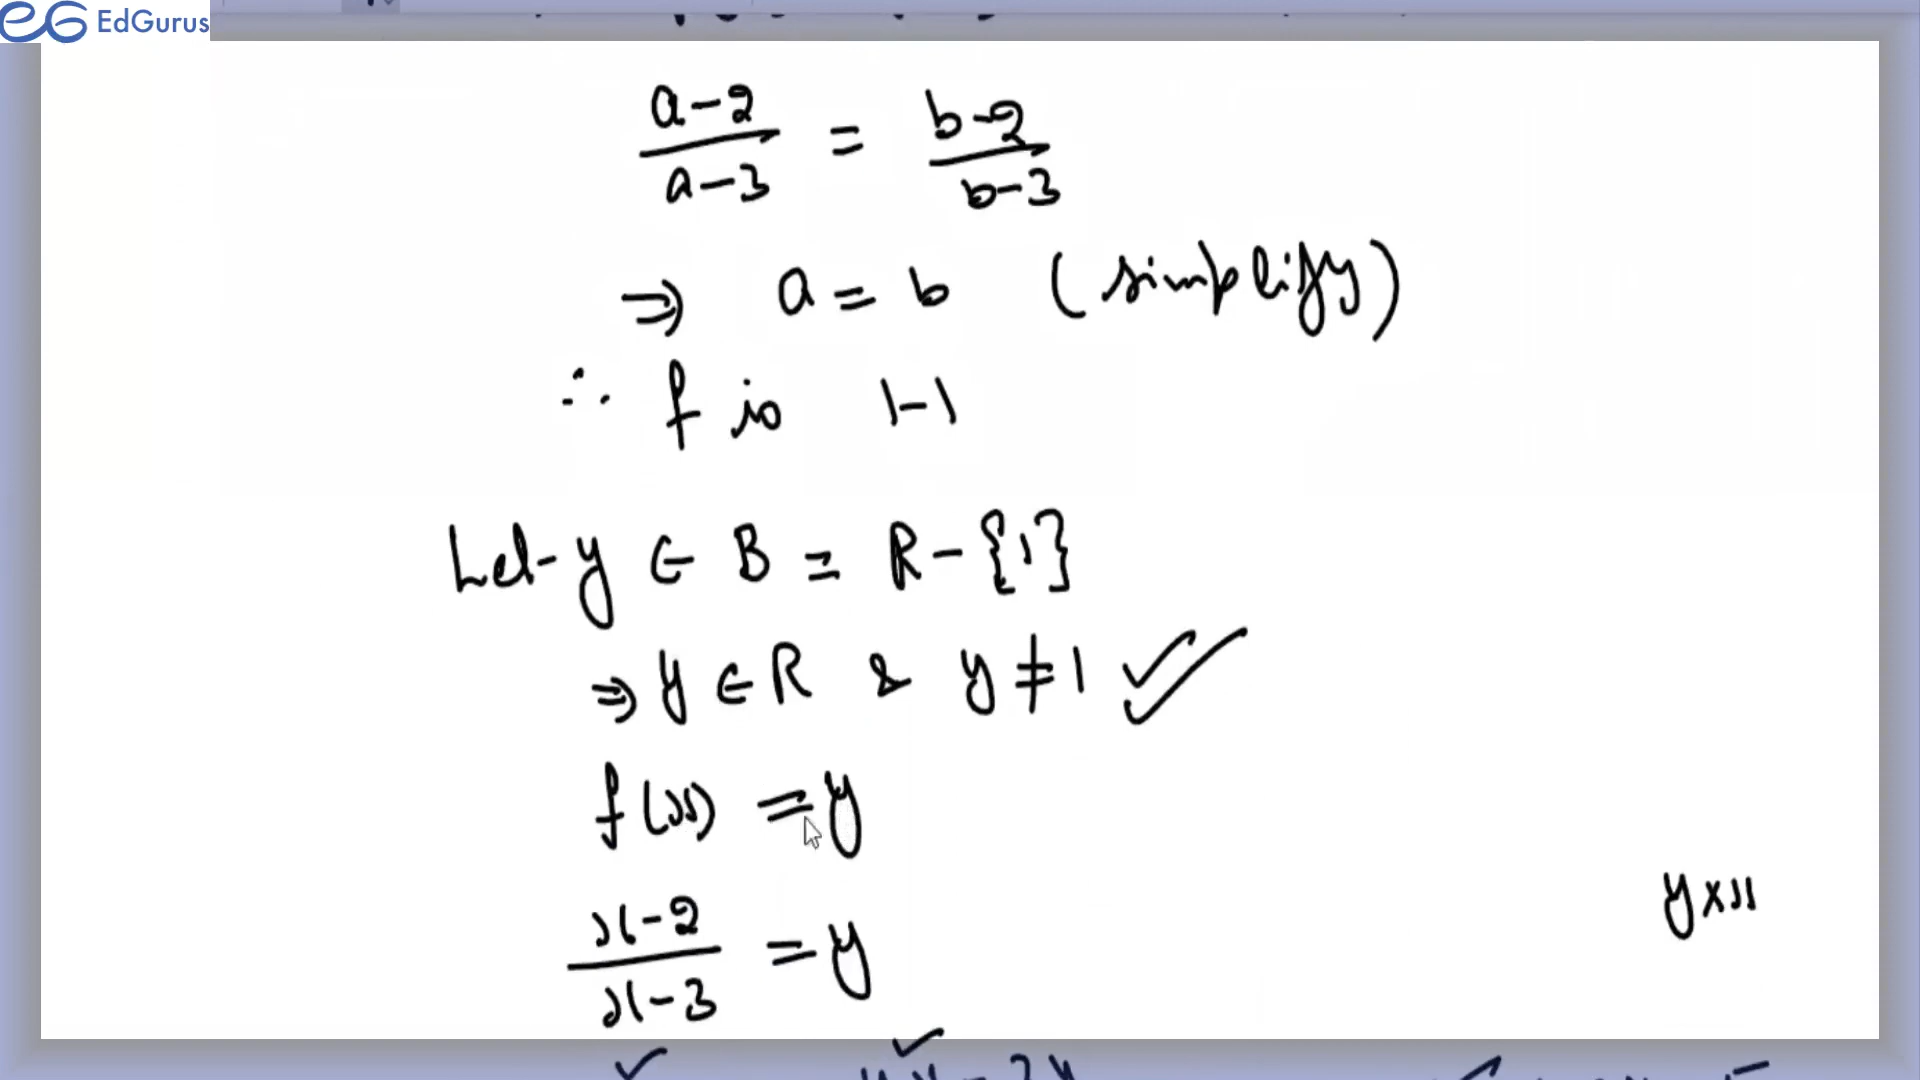 EdGurus
a-2/a-3 = b-2/b-3
⇒ a = b (simplify)
∴ f is 1-1
Let y ∈ B = R-{1}
⇒ y ∈ R & y ≠ 1 ✓✓
f(x) = y
x-2/x-3 = y
y x x